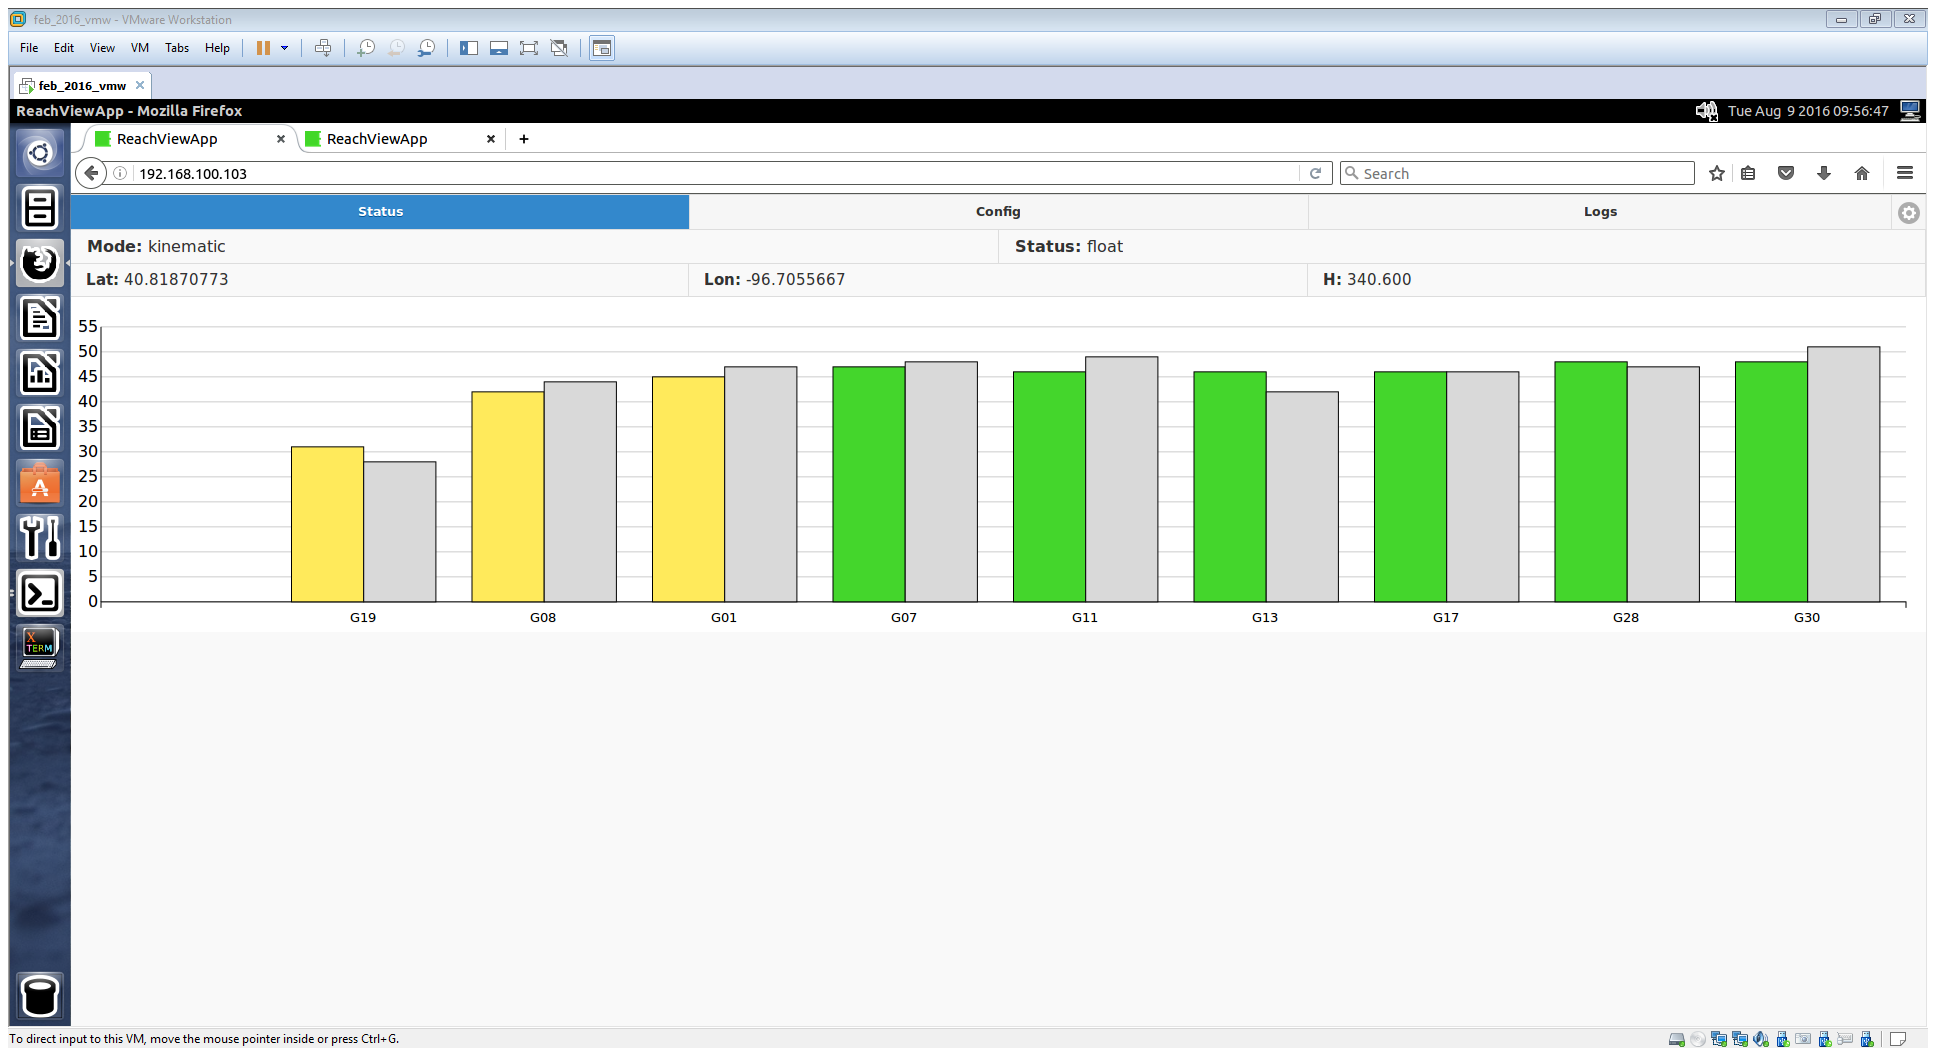 feb_2016_vmw - VMware Workstation
File Edit View VM Tabs Help
feb_2016_vmw
ReachViewApp - Mozilla Firefox
Tue Aug 9 2016 09:56:47
ReachViewApp
ReachViewApp
192.168.100.103
Search
Status Config Logs
Mode: kinematic Status: float
Lat: 40.81870773 Lon: -96.7055667 H: 340.600
55
50
45
40
35
30
25
20
15
10
5
0
G19 G08 G01 G07 G11 G13 G17 G28 G30
X
TERM
To direct input to this VM, move the mouse pointer inside or press Ctrl+G.